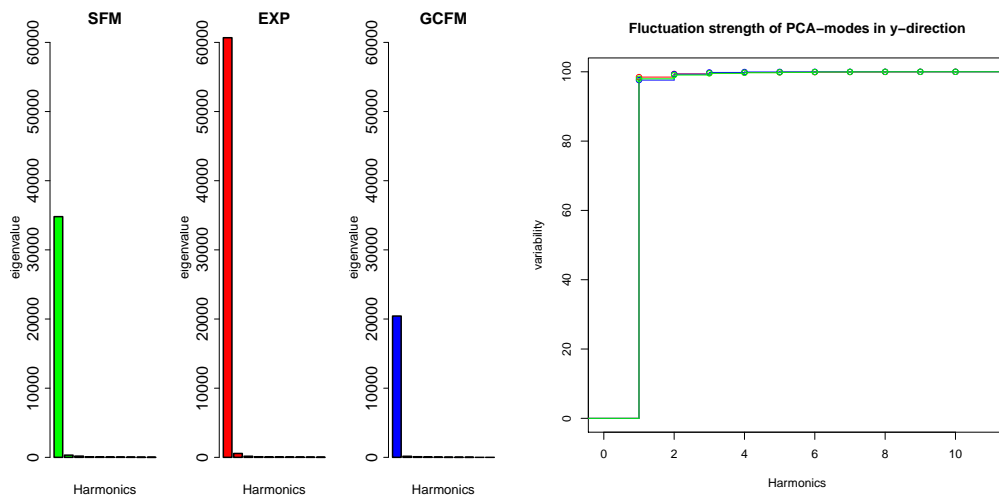 SFM
EXP
GCFM
eigenvalue
0
10000
20000
30000
40000
50000
60000
Harmonics
eigenvalue
0
10000
20000
30000
40000
50000
60000
Harmonics
eigenvalue
0
10000
20000
30000
40000
50000
60000
Harmonics
Fluctuation strength of PCA−modes in y−direction
variability
100
80
60
40
20
0
0 2 4 6 8 10
Harmonics